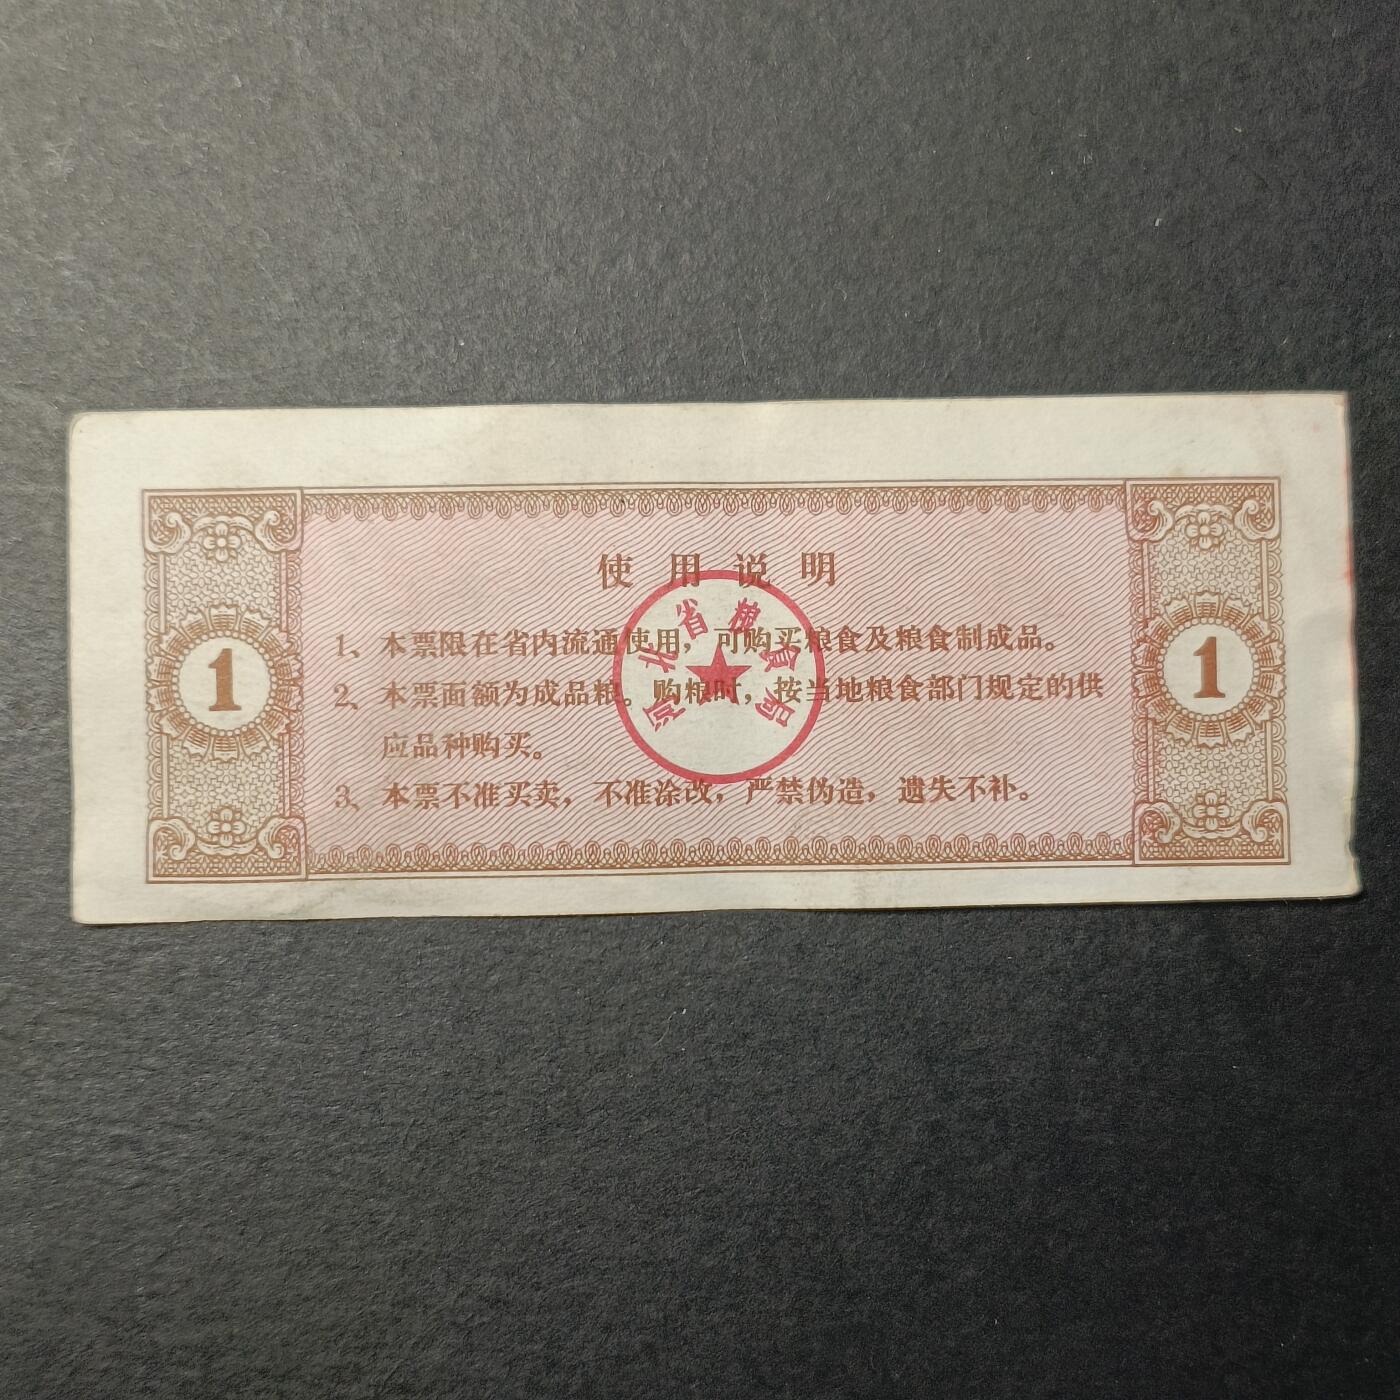 使用说明
1、本票限在省内流通使用，可购买粮食及粮食制成品。
2、本票面额为成品粮。购粮时，按当地粮食部门规定的供
应品种购买。
3、本票不准买卖，不准涂改，严禁伪造，遗失不补。
河北省粮食局
1
1